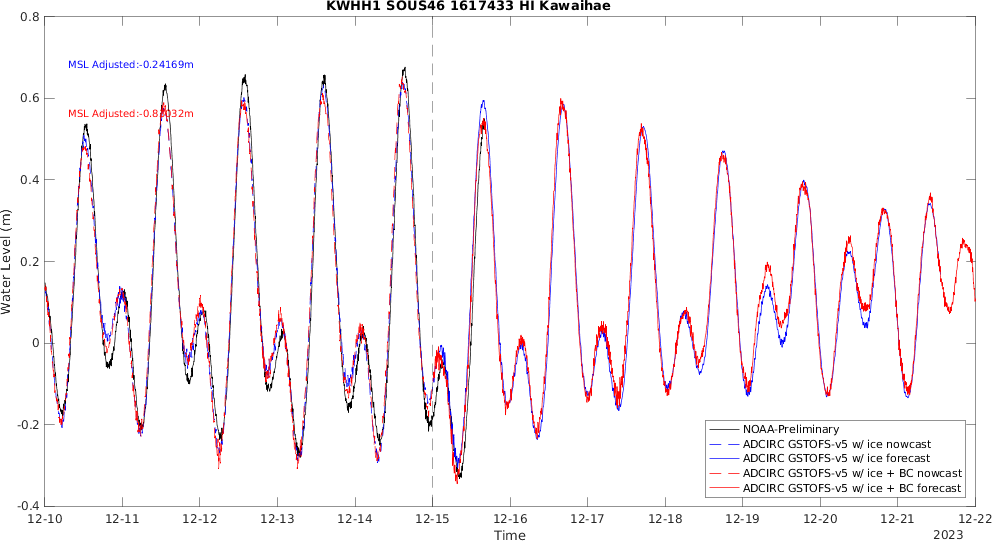 KWHH1 SOUS46 1617433 HI Kawaihae
0.8
0.6
0.4
0.2
0
-0.2
-0.4
Water Level (m)
MSL Adjusted:-0.24169m
NOAA-Preliminary
ADCIRC GSTOFS-v5 w/ ice nowcast
ADCIRC GSTOFS-v5 w/ ice forecast
ADCIRC GSTOFS-v5 w/ ice + BC nowcast
ADCIRC GSTOFS-v5 w/ ice + BC forecast
12-10 12-11 12-12 12-13 12-14 12-15 12-16 12-17 12-18 12-19 12-20 12-21 12-22
Time
2023